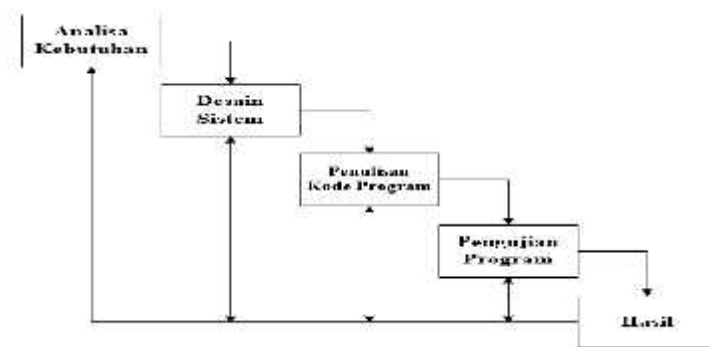 Analisa
Kebutuhan
Desain
Sistem
Penulisan
Kode Program
Pengujian
Program
Hasil